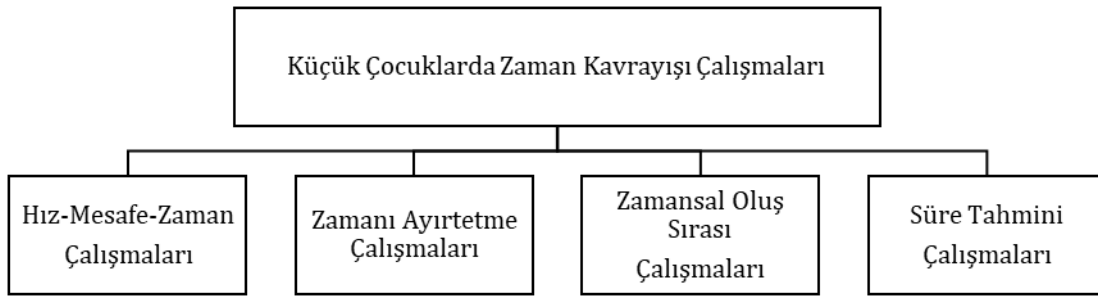 Küçük Çocuklarda Zaman Kavrayışı Çalışmaları
Hız-Mesafe-Zaman
Çalışmaları
Zamanı Ayırtetme
Çalışmaları
Zamansal Oluş
Sırası
Çalışmaları
Süre Tahmini
Çalışmaları